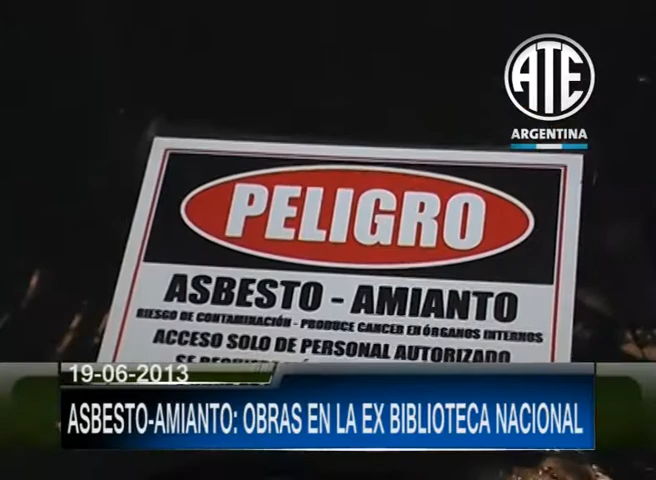 ATE
ARGENTINA
PELIGRO
ASBESTO - AMIANTO
RIESGO DE CONTAMINACIÓN - PRODUCE CANCER EN ÓRGANOS INTERNOS
ACCESO SOLO DE PERSONAL AUTORIZADO
19-06-2013
ASBESTO-AMIANTO: OBRAS EN LA EX BIBLIOTECA NACIONAL